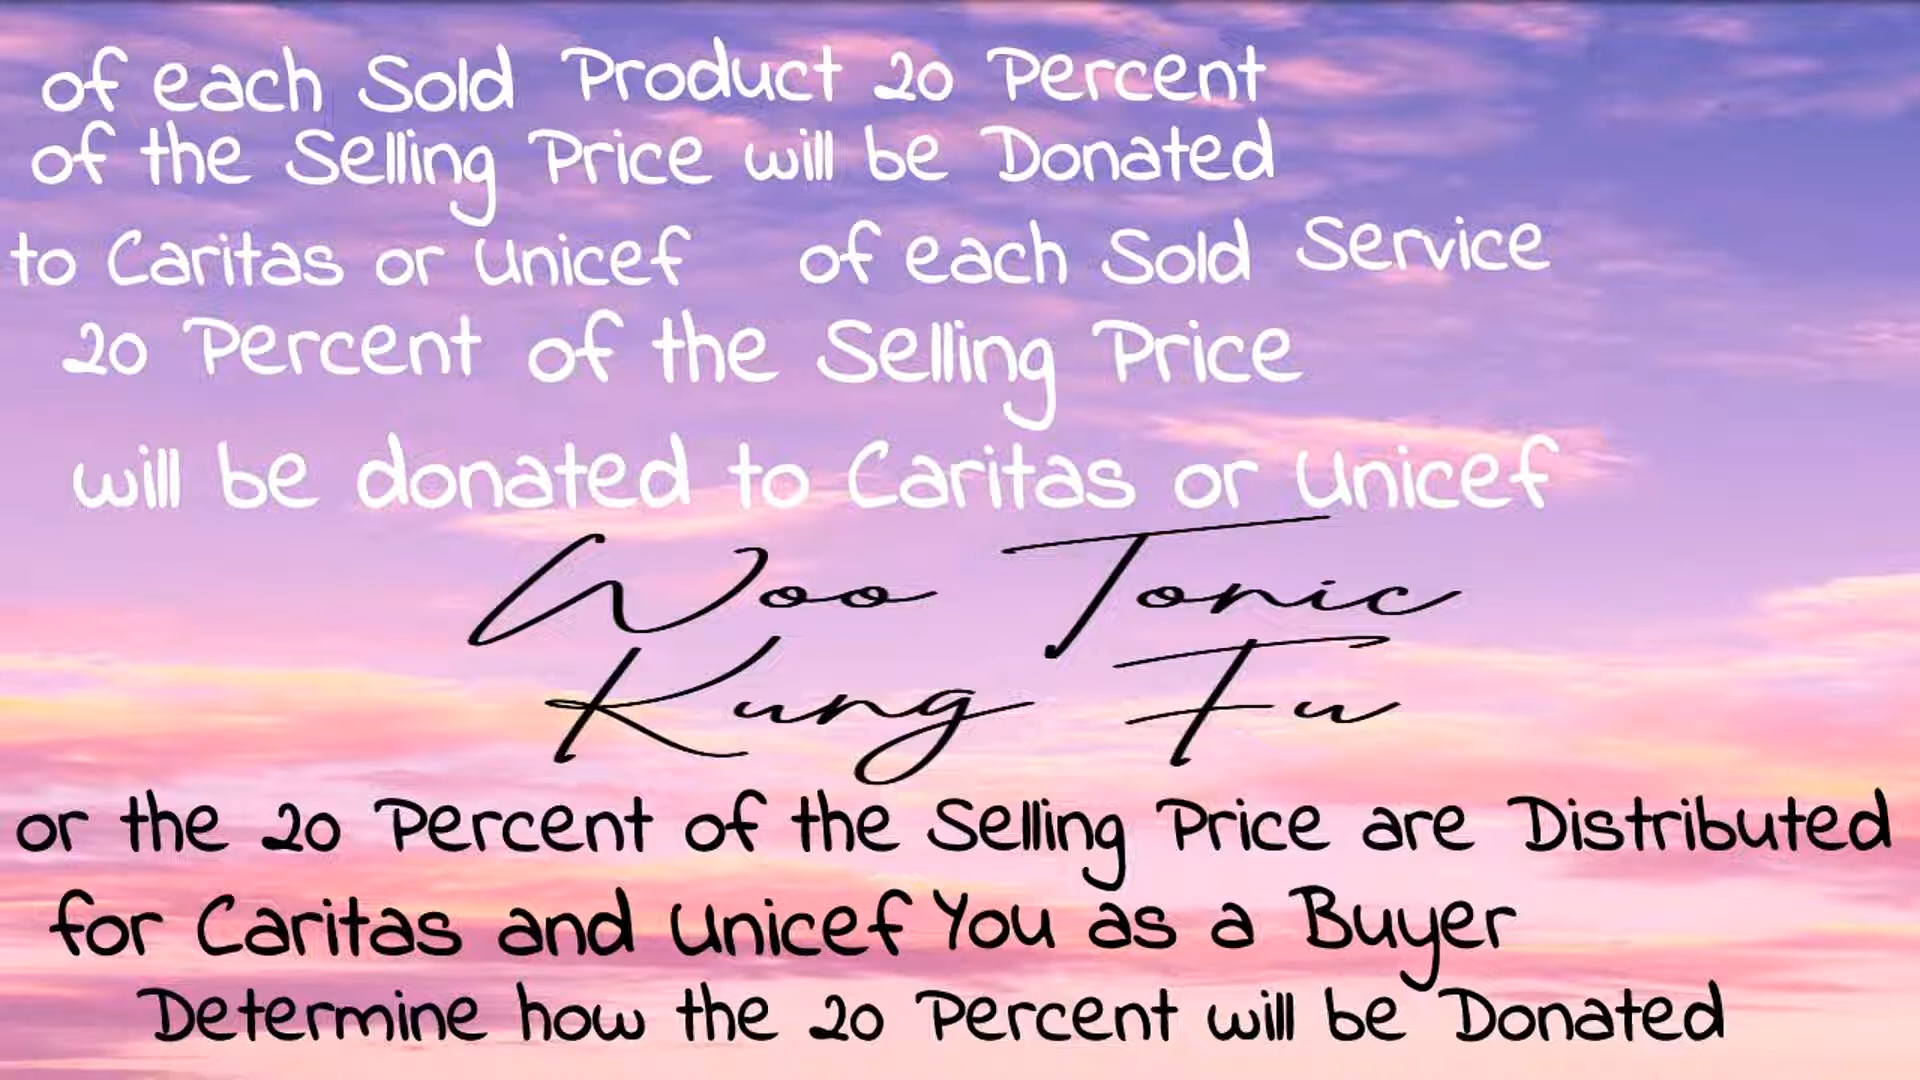 of each Sold Product 20 Percent
of the Selling Price will be Donated
to Caritas or Unicef of each Sold Service
20 Percent of the Selling Price
will be donated to Caritas or Unicef
Woo Tonic
Kung Fu
or the 20 Percent of the Selling Price are Distributed
for Caritas and Unicef You as a Buyer
Determine how the 20 Percent will be Donated